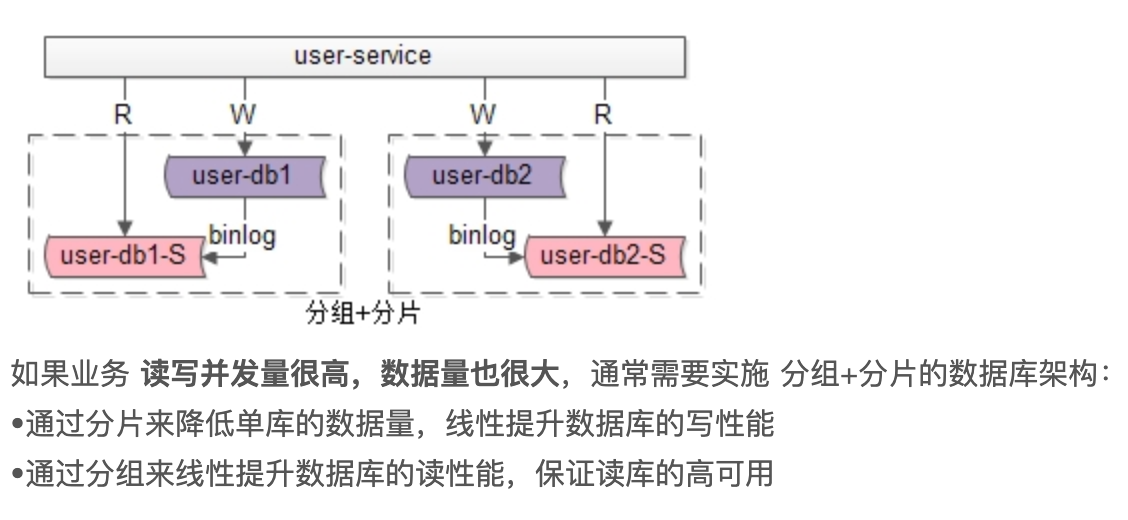 user-service
R
W
W
R
user-db1
user-db2
binlog
binlog
user-db1-S
user-db2-S
分组+分片
如果业务 读写并发量很高，数据量也很大，通常需要实施 分组+分片的数据库架构：
•通过分片来降低单库的数据量，线性提升数据库的写性能
•通过分组来线性提升数据库的读性能，保证读库的高可用